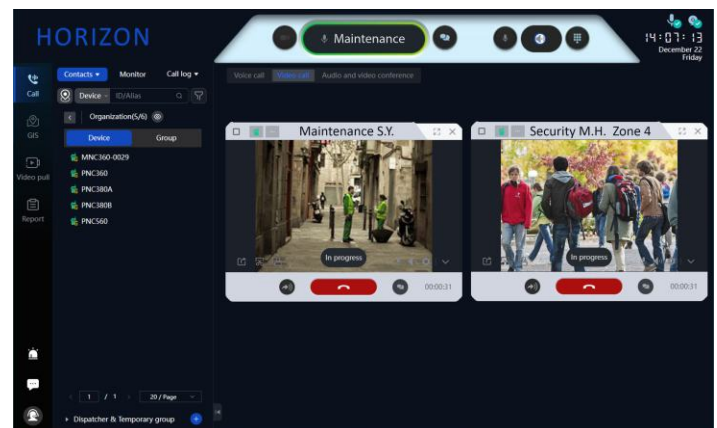 HORIZON
Maintenance
14:07:13
December 22
Friday
Call
GIS
Video pull
Report
Contacts
Monitor
Call log
Device
ID/Alias
Organization(5/6)
Device
Group
MNC360-0029
PNC360
PNC380A
PNC380B
PNC560
1 / 1
20 / Page
Dispatcher & Temporary group
Voice call
Video call
Audio and video conference
Maintenance S.Y.
In progress
00:00:31
Security M.H. Zone 4
In progress
00:00:31